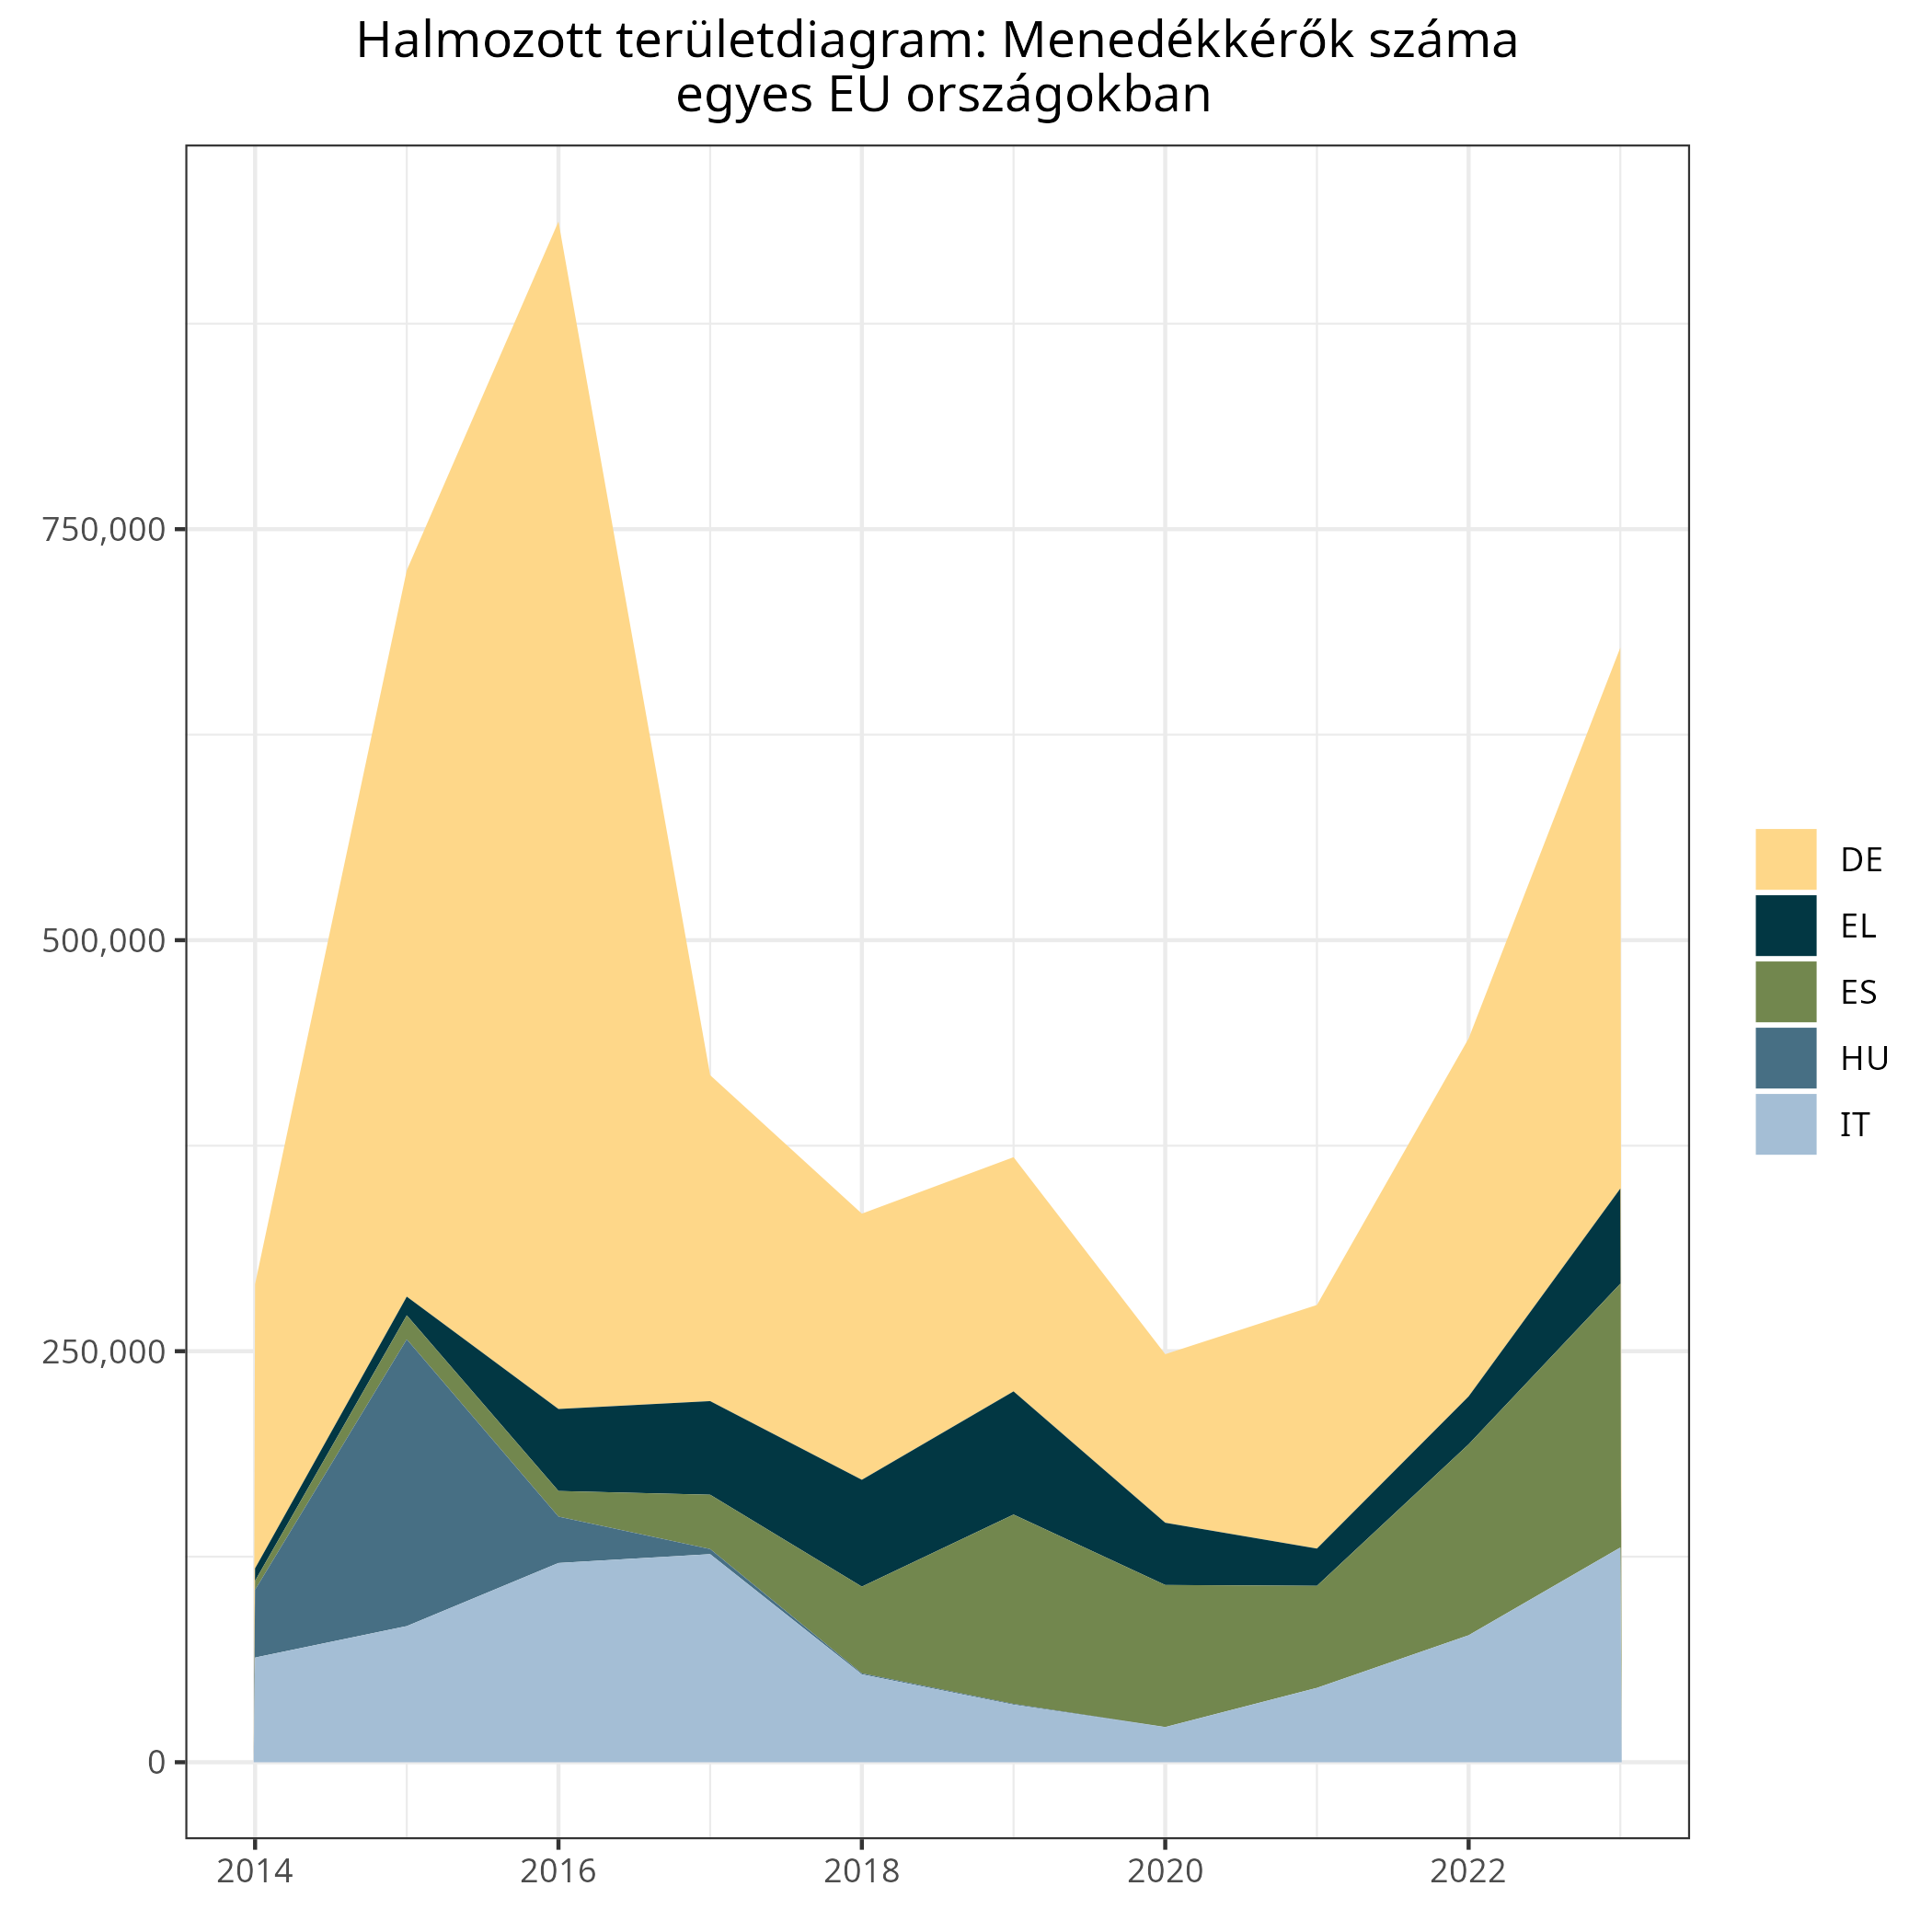 Halmozott területdiagram: Menedékkérők száma
egyes EU országokban
750,000
500,000
250,000
0
2014
2016
2018
2020
2022
DE
EL
ES
HU
IT